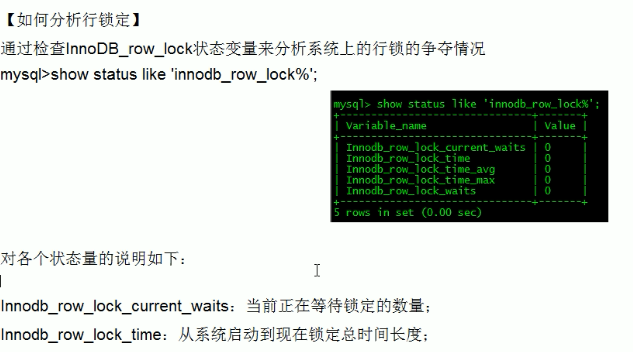 【如何分析行锁定】
通过检查InnoDB_row_lock状态变量来分析系统上的行锁的争夺情况
mysql>show status like 'innodb_row_lock%';
mysql> show status like 'innodb_row_lock%';
+-------------------------------+-------+
| Variable_name | Value |
+-------------------------------+-------+
| Innodb_row_lock_current_waits | 0 |
| Innodb_row_lock_time | 0 |
| Innodb_row_lock_time_avg | 0 |
| Innodb_row_lock_time_max | 0 |
| Innodb_row_lock_waits | 0 |
+-------------------------------+-------+
5 rows in set (0.00 sec)
对各个状态量的说明如下：
Innodb_row_lock_current_waits：当前正在等待锁定的数量；
Innodb_row_lock_time：从系统启动到现在锁定总时间长度；